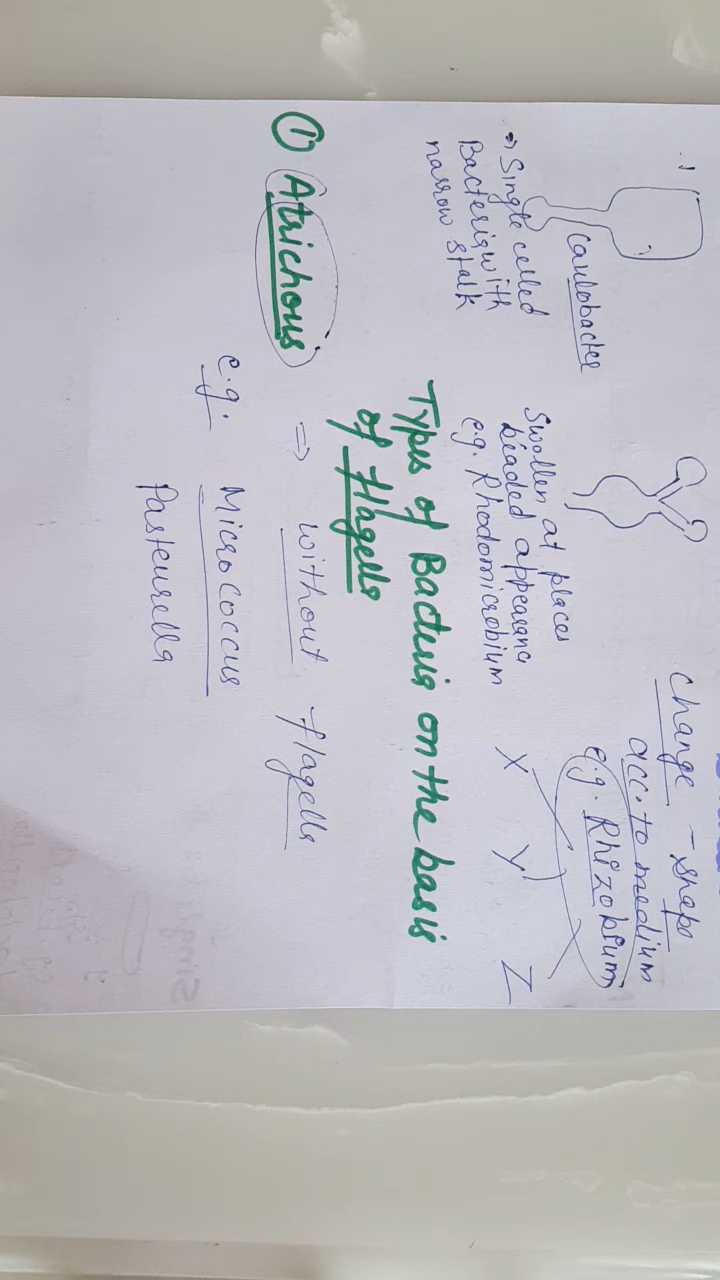 Caulobacter
⇒ Single celled
Bacteria with
narrow stalk
Swollen at places
beaded appearance
e.g. Rhodomicrobium
change - shape
acc. to medium
e.g. Rhizobium
X Y Z
Types of Bacteria on the basis
of flagella
① Atrichous ⇒ without flagella
e.g. Micrococcus
Pasteurella